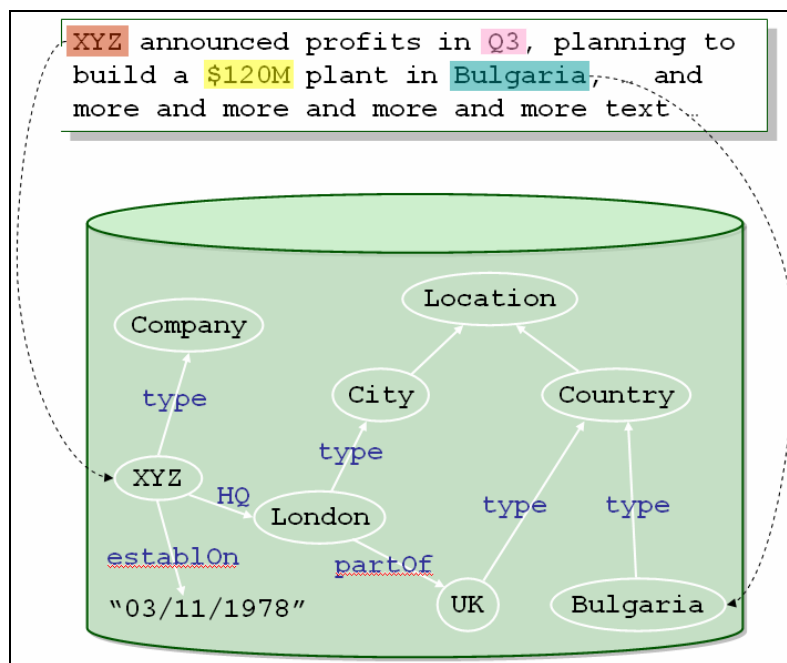 XYZ announced profits in Q3, planning to
build a $120M plant in Bulgaria, … and
more and more and more and more text …
Location
Company
City
Country
type
type
XYZ
HQ
type
type
London
establOn
partOf
"03/11/1978"
UK
Bulgaria